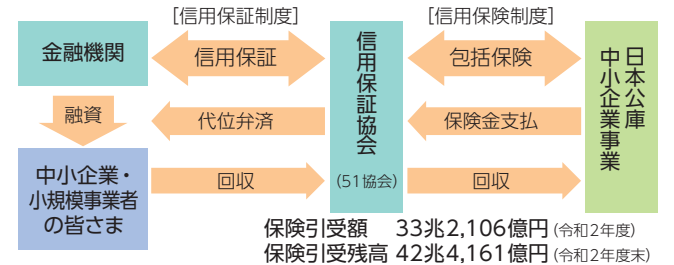 [信用保証制度]
[信用保険制度]
金融機関
信用保証
信用保証協会
(51協会)
包括保険
日本公庫
中小企業事業
融資
代位弁済
保険金支払
中小企業・
小規模事業者
の皆さま
回収
回収
保険引受額 33兆2,106億円(令和2年度)
保険引受残高 42兆4,161億円(令和2年度末)